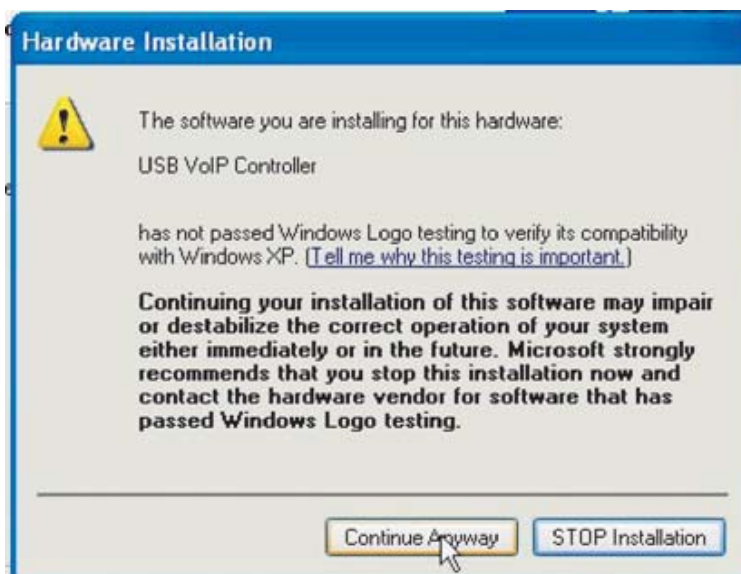 Hardware Installation
The software you are installing for this hardware:
USB VoIP Controller
has not passed Windows Logo testing to verify its compatibility
with Windows XP. (Tell me why this testing is important.)
Continuing your installation of this software may impair
or destabilize the correct operation of your system
either immediately or in the future. Microsoft strongly
recommends that you stop this installation now and
contact the hardware vendor for software that has
passed Windows Logo testing.
Continue Anyway
STOP Installation